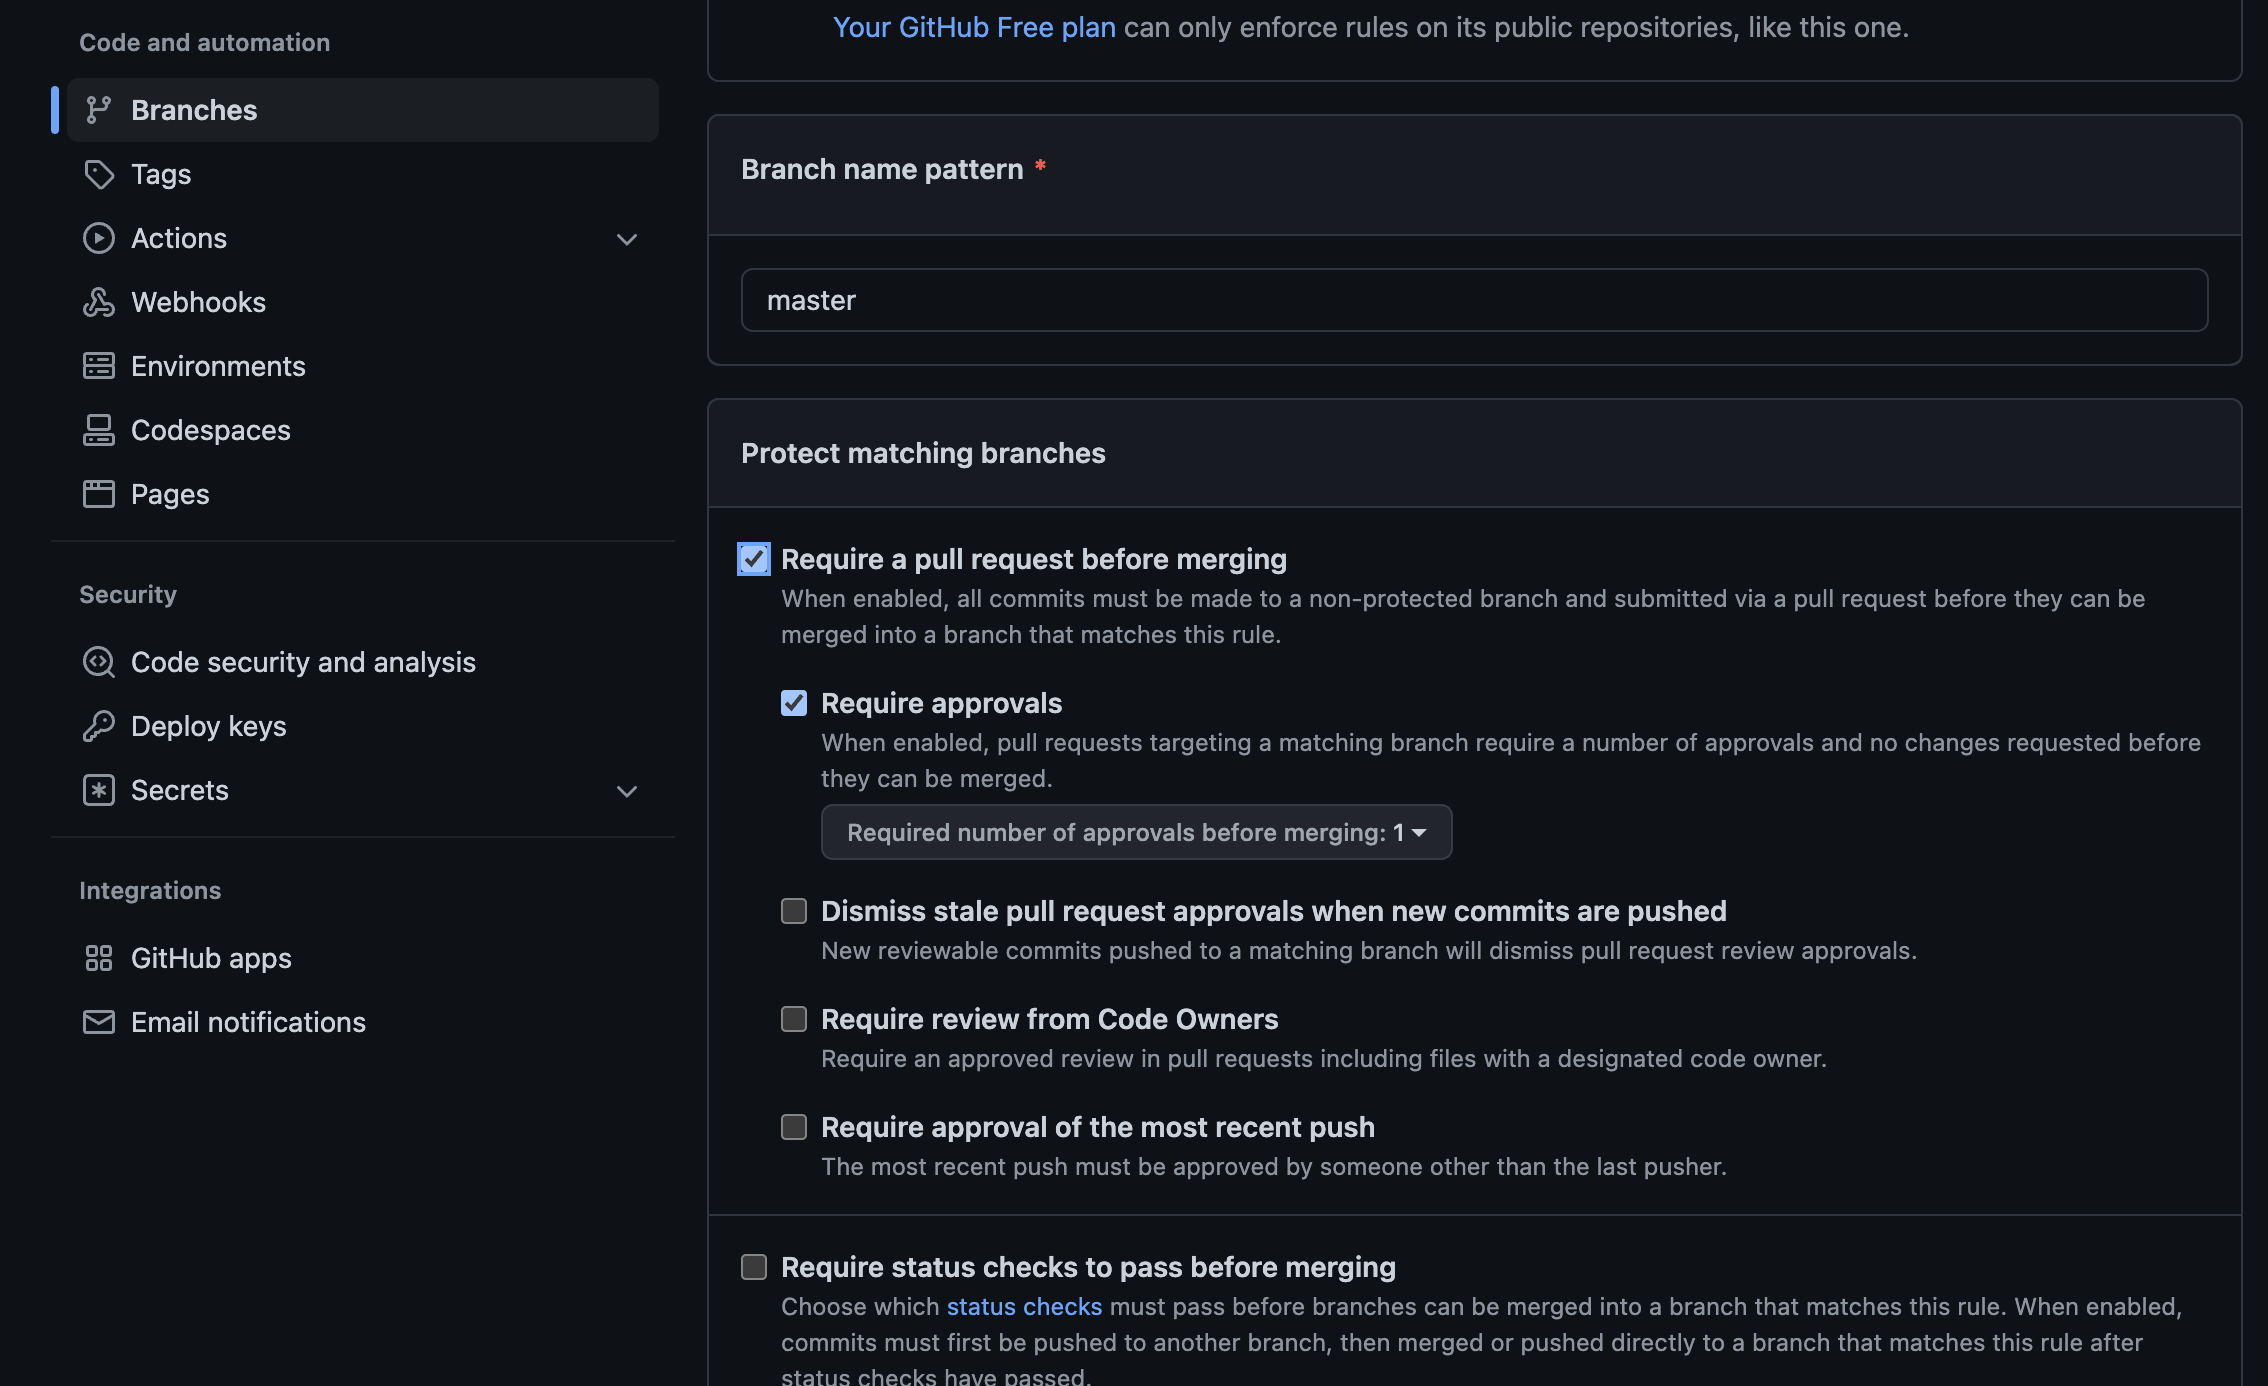 Code and automation
Branches
Tags
Actions
Webhooks
Environments
Codespaces
Pages
Security
Code security and analysis
Deploy keys
Secrets
Integrations
GitHub apps
Email notifications
Your GitHub Free plan can only enforce rules on its public repositories, like this one.
Branch name pattern *
master
Protect matching branches
Require a pull request before merging
When enabled, all commits must be made to a non-protected branch and submitted via a pull request before they can be
merged into a branch that matches this rule.
Require approvals
When enabled, pull requests targeting a matching branch require a number of approvals and no changes requested before
they can be merged.
Required number of approvals before merging: 1
Dismiss stale pull request approvals when new commits are pushed
New reviewable commits pushed to a matching branch will dismiss pull request review approvals.
Require review from Code Owners
Require an approved review in pull requests including files with a designated code owner.
Require approval of the most recent push
The most recent push must be approved by someone other than the last pusher.
Require status checks to pass before merging
Choose which status checks must pass before branches can be merged into a branch that matches this rule. When enabled,
commits must first be pushed to another branch, then merged or pushed directly to a branch that matches this rule after
status checks have passed.